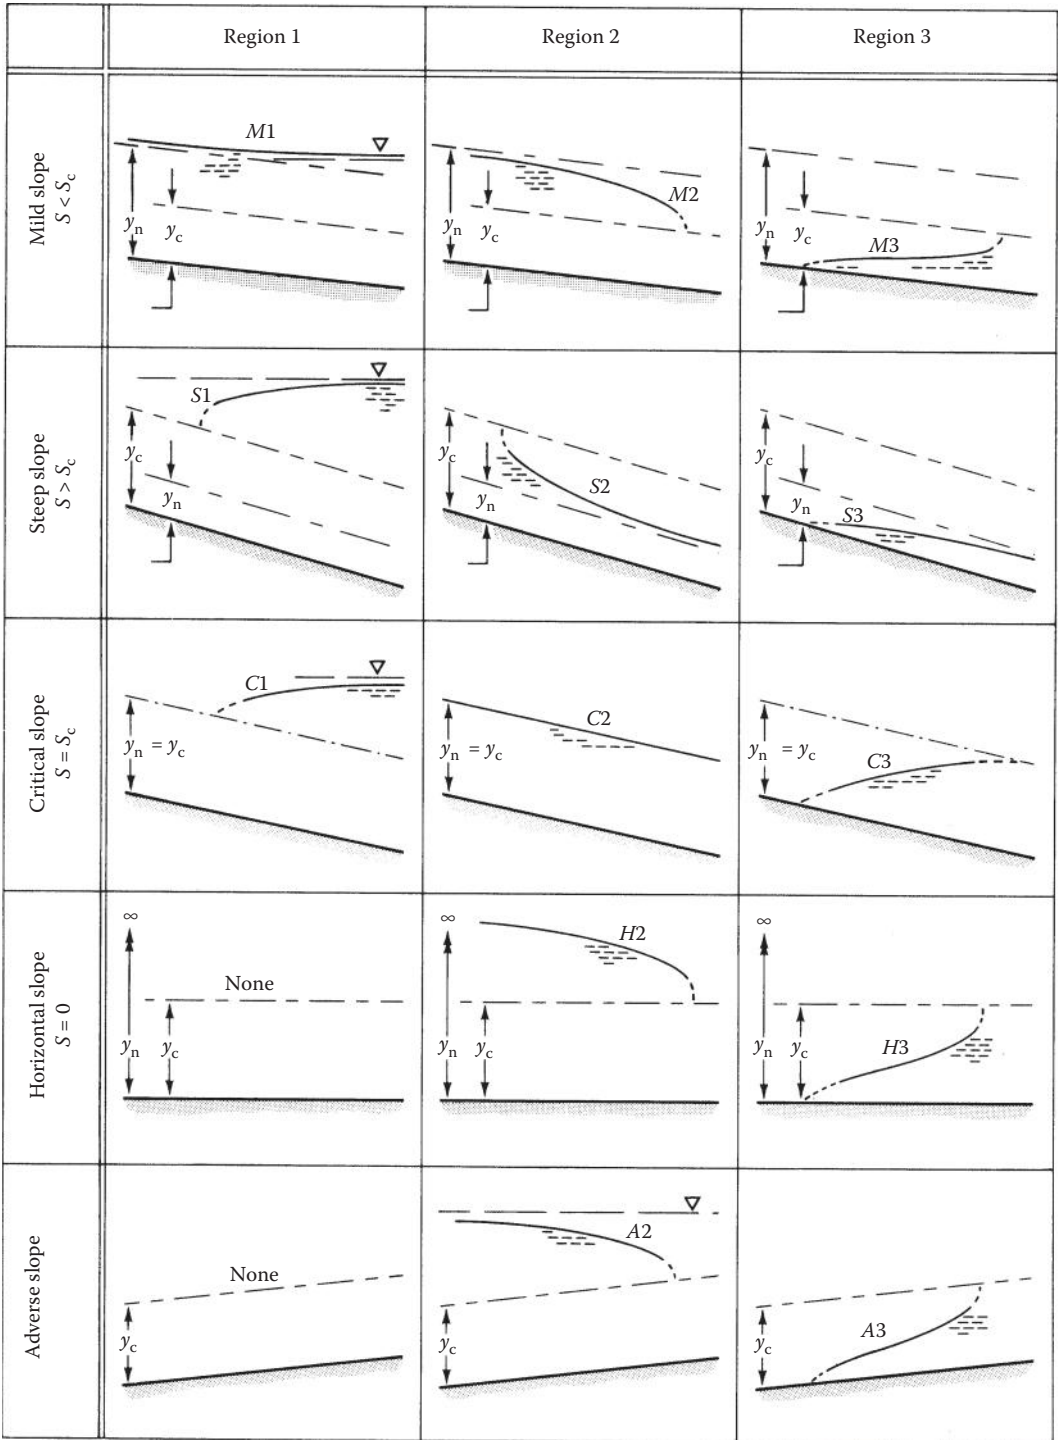 Region 1
Region 2
Region 3
Mild slope
S < Sc
M1
yn
yc
M2
yn
yc
M3
yn
yc
Steep slope
S > Sc
S1
yc
yn
S2
yc
yn
S3
yc
yn
Critical slope
S = Sc
C1
yn = yc
C2
yn = yc
C3
yn = yc
Horizontal slope
S = 0
∞
None
yn
yc
∞
H2
yn
yc
∞
H3
yn
yc
Adverse slope
None
yc
A2
yc
A3
yc